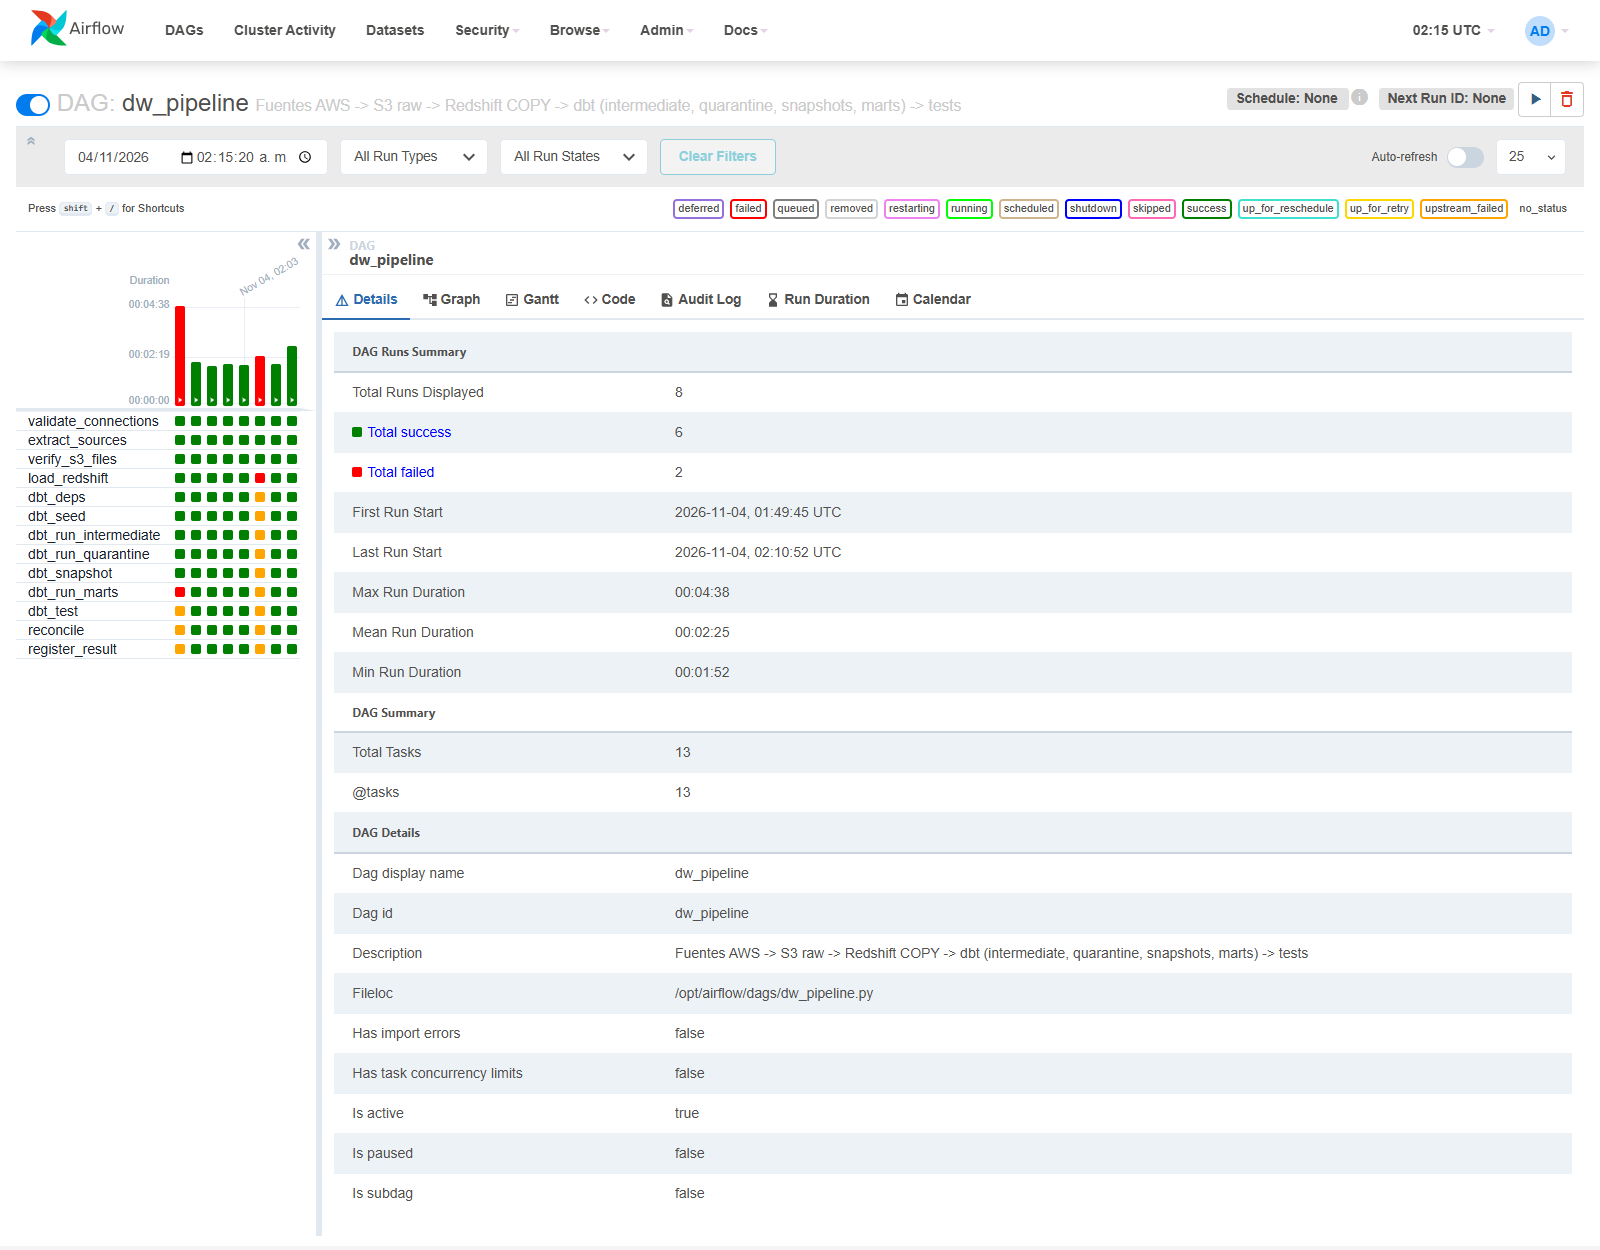 Airflow
DAGs
Cluster Activity
Datasets
Security
Browse
Admin
Docs
02:15 UTC
AD
DAG: dw_pipeline Fuentes AWS -> S3 raw -> Redshift COPY -> dbt (intermediate, quarantine, snapshots, marts) -> tests
Schedule: None
i
Next Run ID: None
04/11/2026 02:15:20 a. m
All Run Types
All Run States
Clear Filters
Auto-refresh
25
Press shift + / for Shortcuts
deferred
failed
queued
removed
restarting
running
scheduled
shutdown
skipped
success
up_for_reschedule
up_for_retry
upstream_failed
no_status
Nov 04, 02:03
Duration
00:04:38
00:02:19
00:00:00
validate_connections
extract_sources
verify_s3_files
load_redshift
dbt_deps
dbt_seed
dbt_run_intermediate
dbt_run_quarantine
dbt_snapshot
dbt_run_marts
dbt_test
reconcile
register_result
DAG
dw_pipeline
Details
Graph
Gantt
Code
Audit Log
Run Duration
Calendar
DAG Runs Summary
Total Runs Displayed 8
Total success 6
Total failed 2
First Run Start 2026-11-04, 01:49:45 UTC
Last Run Start 2026-11-04, 02:10:52 UTC
Max Run Duration 00:04:38
Mean Run Duration 00:02:25
Min Run Duration 00:01:52
DAG Summary
Total Tasks 13
@tasks 13
DAG Details
Dag display name dw_pipeline
Dag id dw_pipeline
Description Fuentes AWS -> S3 raw -> Redshift COPY -> dbt (intermediate, quarantine, snapshots, marts) -> tests
Fileloc /opt/airflow/dags/dw_pipeline.py
Has import errors false
Has task concurrency limits false
Is active true
Is paused false
Is subdag false